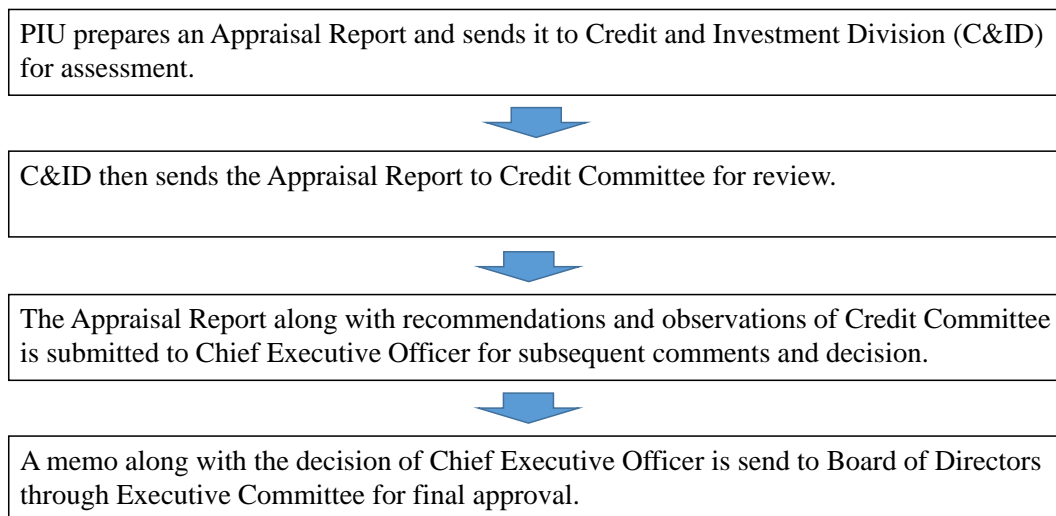 PIU prepares an Appraisal Report and sends it to Credit and Investment Division (C&ID)
for assessment.
C&ID then sends the Appraisal Report to Credit Committee for review.
The Appraisal Report along with recommendations and observations of Credit Committee
is submitted to Chief Executive Officer for subsequent comments and decision.
A memo along with the decision of Chief Executive Officer is send to Board of Directors
through Executive Committee for final approval.